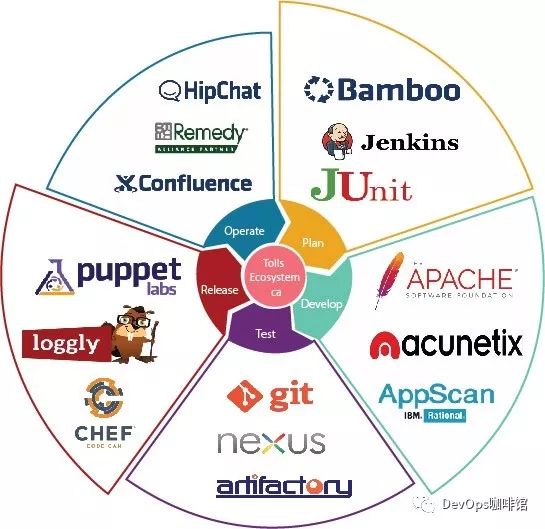 HipChat
Remedy
ALLIANCE PARTNER
Confluence
Bamboo
Jenkins
JUnit
Operate
Plan
Tolls
Ecosystem
ca
Release
Develop
Test
puppet
labs
loggly
CHEF
CODE CAN
THE
APACHE
SOFTWARE FOUNDATION
acunetix
AppScan
IBM. Rational.
git
nexus
artifactory
DevOps咖啡馆